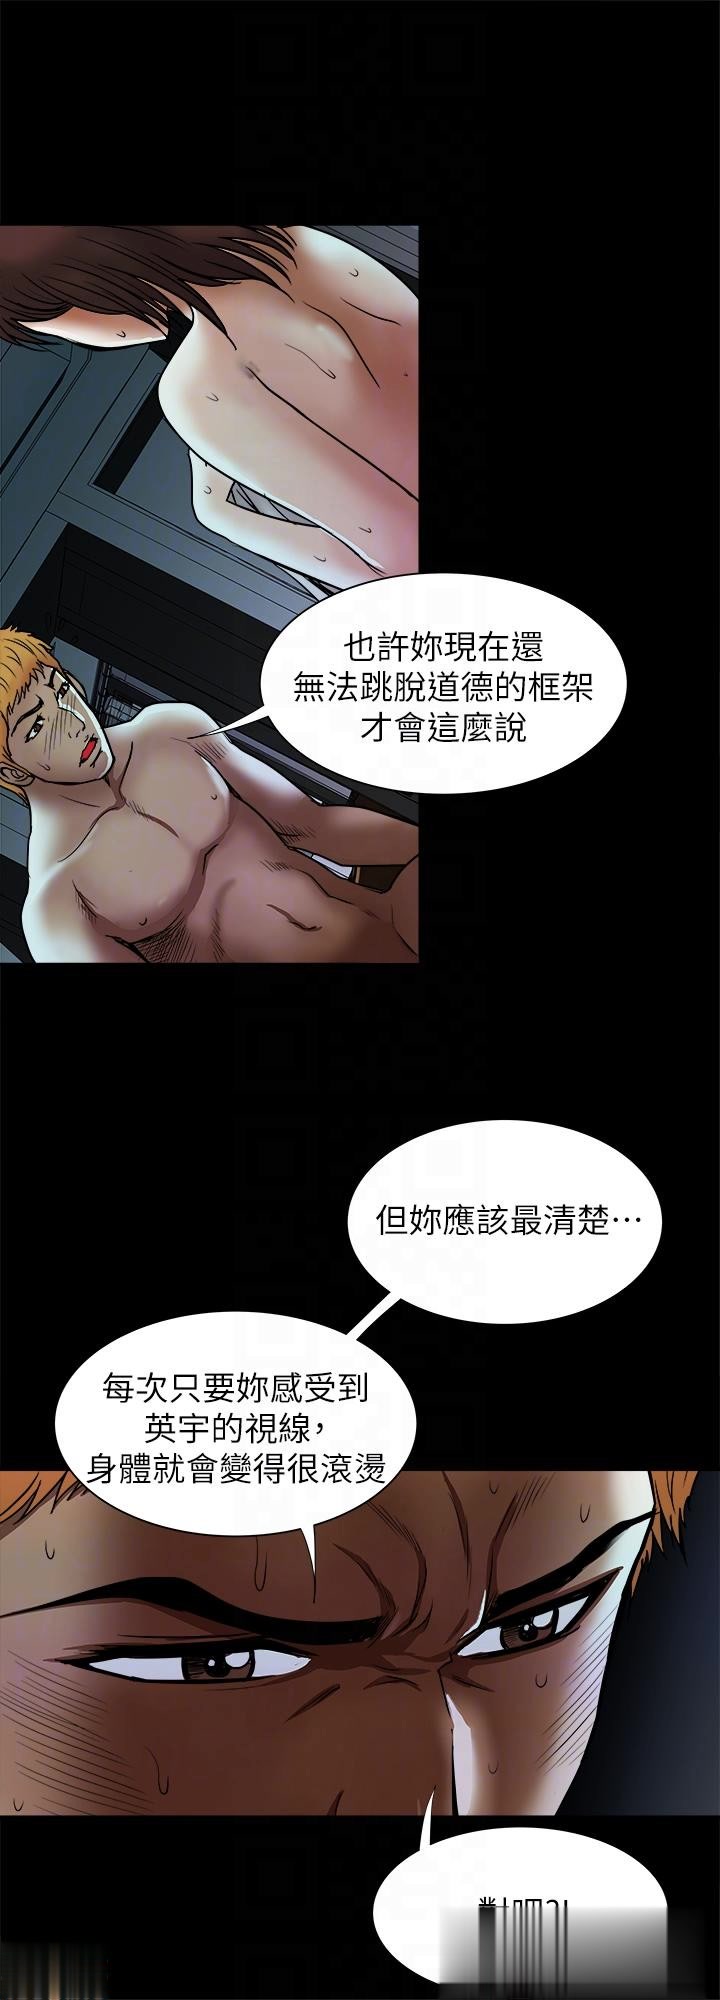 也許妳現在還
無法跳脫道德的框架
才會這麼說
但妳應該最清楚⋯
每次只要妳感受到
英宇的視線，
身體就會變得很滾燙